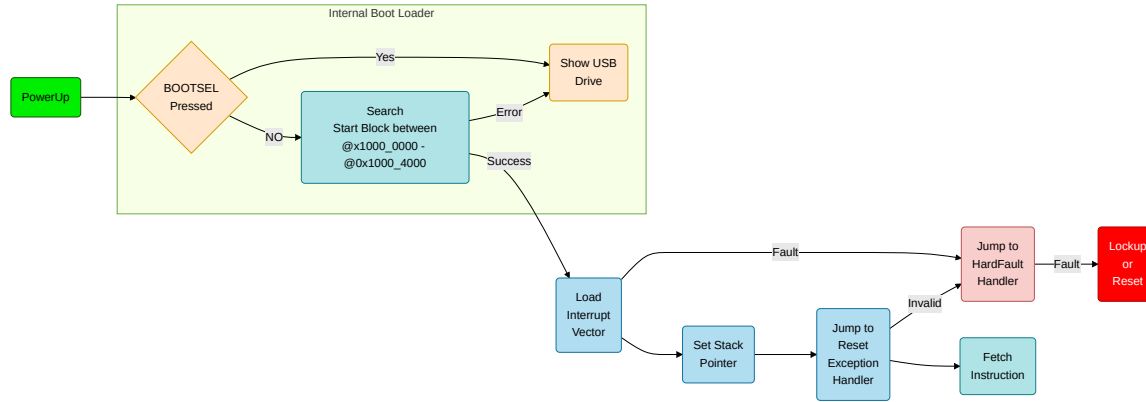 Internal Boot Loader
PowerUp
BOOTSEL
Pressed
Yes
NO
Show USB
Drive
Search
Start Block between
@x1000_0000 -
@0x1000_4000
Error
Success
Load
Interrupt
Vector
Fault
Set Stack
Pointer
Jump to
Reset
Exception
Handler
Invalid
Jump to
HardFault
Handler
Fault
Lockup
or
Reset
Fetch
Instruction